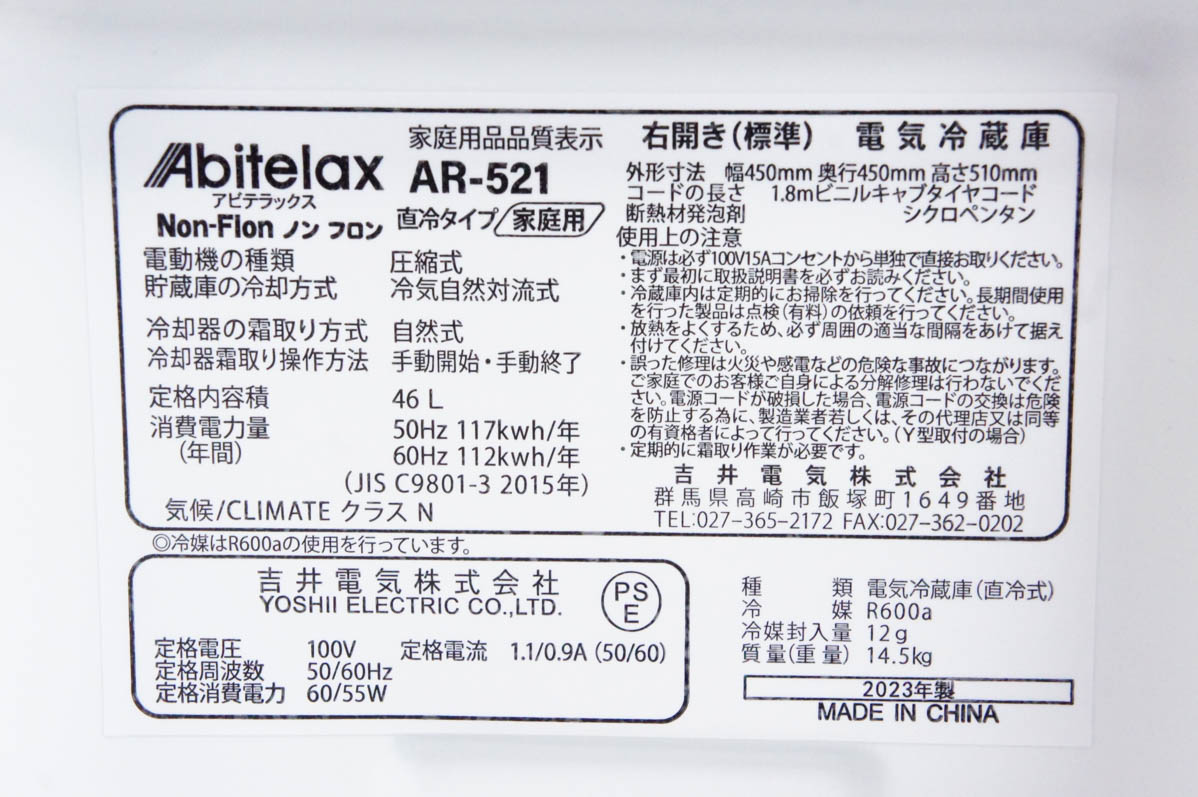 Abitelax
アビテラックス
Non-Flon ノン フロン
家庭用品品質表示
AR-521
直冷タイプ/家庭用
電動機の種類 圧縮式
貯蔵庫の冷却方式 冷気自然対流式
冷却器の霜取り方式 自然式
冷却器霜取り操作方法 手動開始・手動終了
定格内容積 46 L
消費電力量 50Hz 117kwh/年
(年間) 60Hz 112kwh/年
(JIS C9801-3 2015年)
気候/CLIMATE クラス N
右開き(標準) 電気冷蔵庫
外形寸法 幅450mm 奥行450mm 高さ510mm
コードの長さ 1.8mビニルキャブタイヤコード
断熱材発泡剤 シクロペンタン
使用上の注意
・電源は必ず100V15Aコンセントから単独で直接お取りください。
・まず最初に取扱説明書を必ずお読みください。
・冷蔵庫内は定期的にお掃除を行ってください。長期間使用
を行った製品は点検(有料)の依頼を行ってください。
・放熱をよくするため、必ず周囲の適当な間隔をあけて据え
付けてください。
・誤った修理は火災や感電などの危険な事故につながります。
ご家庭でのお客様ご自身による分解修理は行わないでくだ
さい。電源コードが破損した場合、電源コードの交換は危険
を防止する為に、製造業者若しくは、その代理店又は同等
の有資格者によって行ってください。(Y型取付の場合)
・定期的に霜取り作業が必要です。
吉井電気株式会社
群馬県高崎市飯塚町1649番地
TEL:027-365-2172 FAX:027-362-0202
◎冷媒はR600aの使用を行っています。
吉井電気株式会社
YOSHII ELECTRIC CO.,LTD.
PS
E
定格電圧 100V 定格電流 1.1/0.9A (50/60)
定格周波数 50/60Hz
定格消費電力 60/55W
種類 電気冷蔵庫(直冷式)
冷媒 R600a
冷媒封入量 12g
質量(重量) 14.5kg
2023年製
MADE IN CHINA